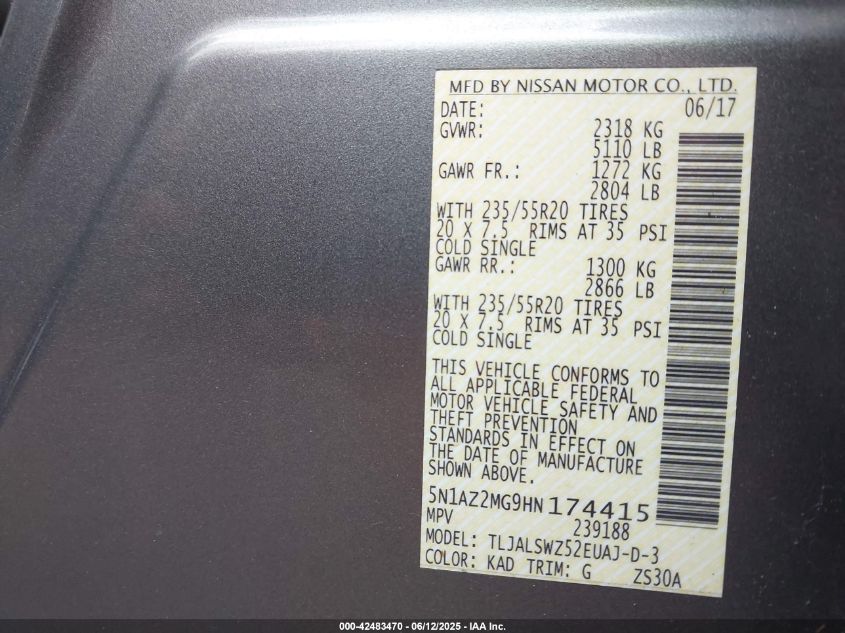 MFD BY NISSAN MOTOR CO., LTD.
DATE: 06/17
GVWR: 2318 KG
5110 LB
GAWR FR.: 1272 KG
2804 LB
WITH 235/55R20 TIRES
20 X 7.5 RIMS AT 35 PSI
COLD SINGLE
GAWR RR.: 1300 KG
2866 LB
WITH 235/55R20 TIRES
20 X 7.5 RIMS AT 35 PSI
COLD SINGLE
THIS VEHICLE CONFORMS TO
ALL APPLICABLE FEDERAL
MOTOR VEHICLE SAFETY AND
THEFT PREVENTION
STANDARDS IN EFFECT ON
THE DATE OF MANUFACTURE
SHOWN ABOVE.
5N1AZ2MG9HN174415
MPV 239188
MODEL: TLJALSWZ52EUAJ-D-3
COLOR: KAD TRIM: G ZS30A
000-42483470 - 06/12/2025 - IAA Inc.